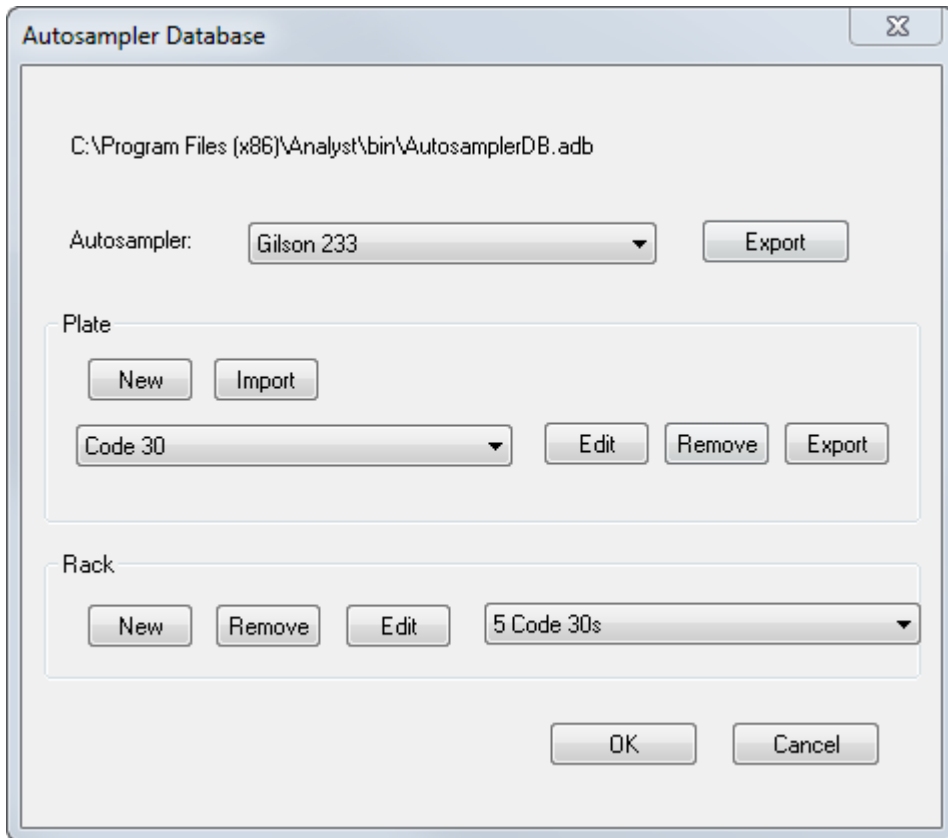 Autosampler Database
C:\Program Files (x86)\Analyst\bin\AutosamplerDB.adb
Autosampler: Gilson 233 Export
Plate
New Import
Code 30 Edit Remove Export
Rack
New Remove Edit 5 Code 30s
OK Cancel